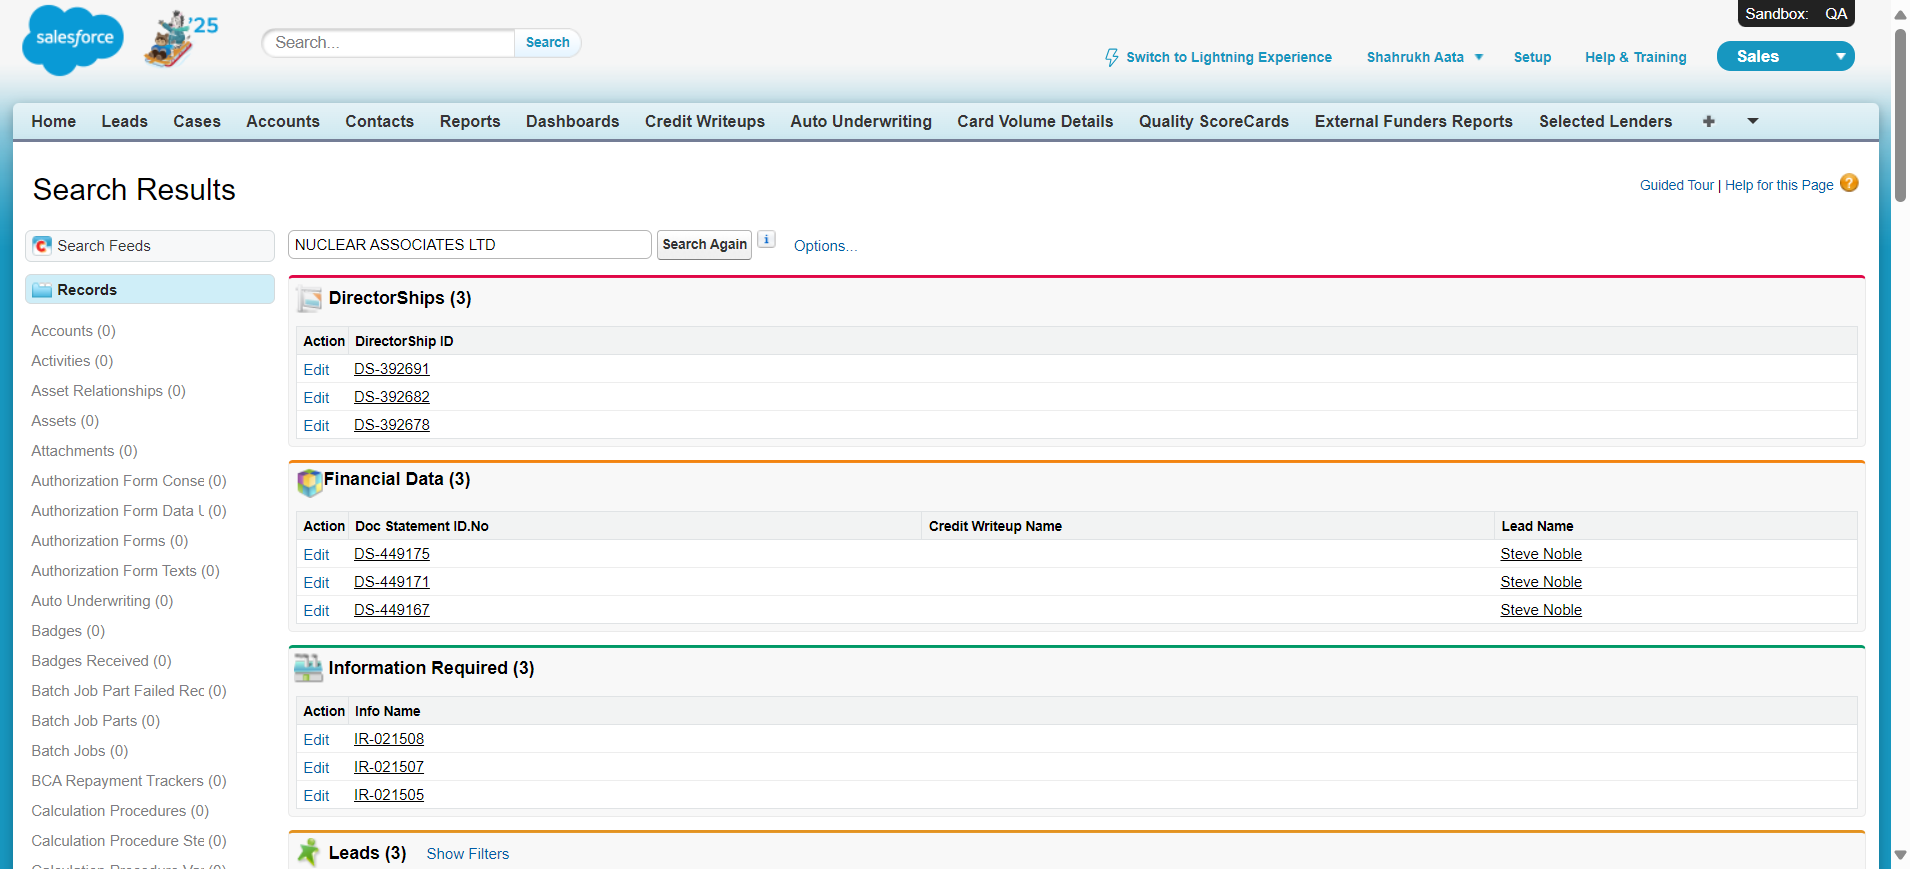 Sandbox: QA
salesforce
'25
Search...
Search
Switch to Lightning Experience
Shahrukh Aata
Setup
Help & Training
Sales
Home Leads Cases Accounts Contacts Reports Dashboards Credit Writeups Auto Underwriting Card Volume Details Quality ScoreCards External Funders Reports Selected Lenders
Search Results
Guided Tour | Help for this Page
Search Feeds
NUCLEAR ASSOCIATES LTD
Search Again
Options...
Records
Accounts (0)
Activities (0)
Asset Relationships (0)
Assets (0)
Attachments (0)
Authorization Form Conse (0)
Authorization Form Data U (0)
Authorization Forms (0)
Authorization Form Texts (0)
Auto Underwriting (0)
Badges (0)
Badges Received (0)
Batch Job Part Failed Rec (0)
Batch Job Parts (0)
Batch Jobs (0)
BCA Repayment Trackers (0)
Calculation Procedures (0)
Calculation Procedure Ste (0)
DirectorShips (3)
Action DirectorShip ID
Edit DS-392691
Edit DS-392682
Edit DS-392678
Financial Data (3)
Action Doc Statement ID.No Credit Writeup Name Lead Name
Edit DS-449175 Steve Noble
Edit DS-449171 Steve Noble
Edit DS-449167 Steve Noble
Information Required (3)
Action Info Name
Edit IR-021508
Edit IR-021507
Edit IR-021505
Leads (3) Show Filters